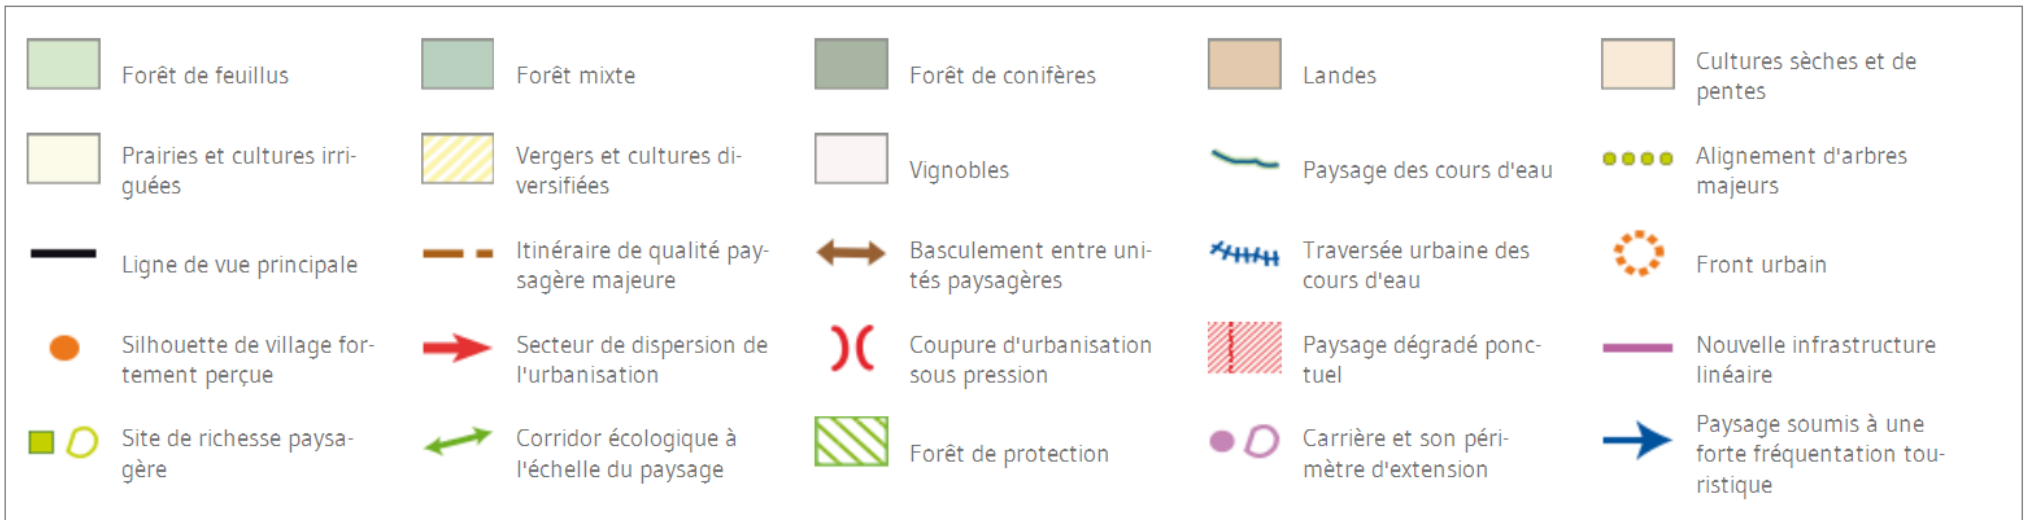 Forêt de feuillus
Forêt mixte
Forêt de conifères
Landes
Cultures sèches et de
pentes
Prairies et cultures irri-
guées
Vergers et cultures di-
versifiées
Vignobles
Paysage des cours d'eau
Alignement d'arbres
majeurs
Ligne de vue principale
Itinéraire de qualité pay-
sagère majeure
Basculement entre uni-
tés paysagères
Traversée urbaine des
cours d'eau
Front urbain
Silhouette de village for-
tement perçue
Secteur de dispersion de
l'urbanisation
Coupure d'urbanisation
sous pression
Paysage dégradé ponc-
tuel
Nouvelle infrastructure
linéaire
Site de richesse paysa-
gère
Corridor écologique à
l'échelle du paysage
Forêt de protection
Carrière et son péri-
mètre d'extension
Paysage soumis à une
forte fréquentation tou-
ristique